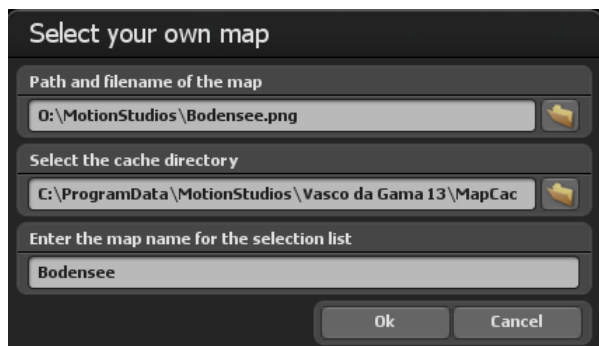 Select your own map
Path and filename of the map
O:\MotionStudios\Bodensee.png
Select the cache directory
C:\ProgramData\MotionStudios\Vasco da Gama 13\MapCac
Enter the map name for the selection list
Bodensee
Ok
Cancel